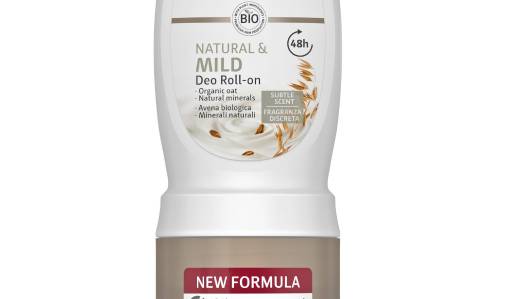 BIO
NATURAL &
MILD
48h
Deo Roll-on
· Organic oat
· Natural minerals
· Avena biologica
· Minerali naturali
SUBTLE
SCENT
FRAGRANZA
DISCRETA
NEW FORMULA